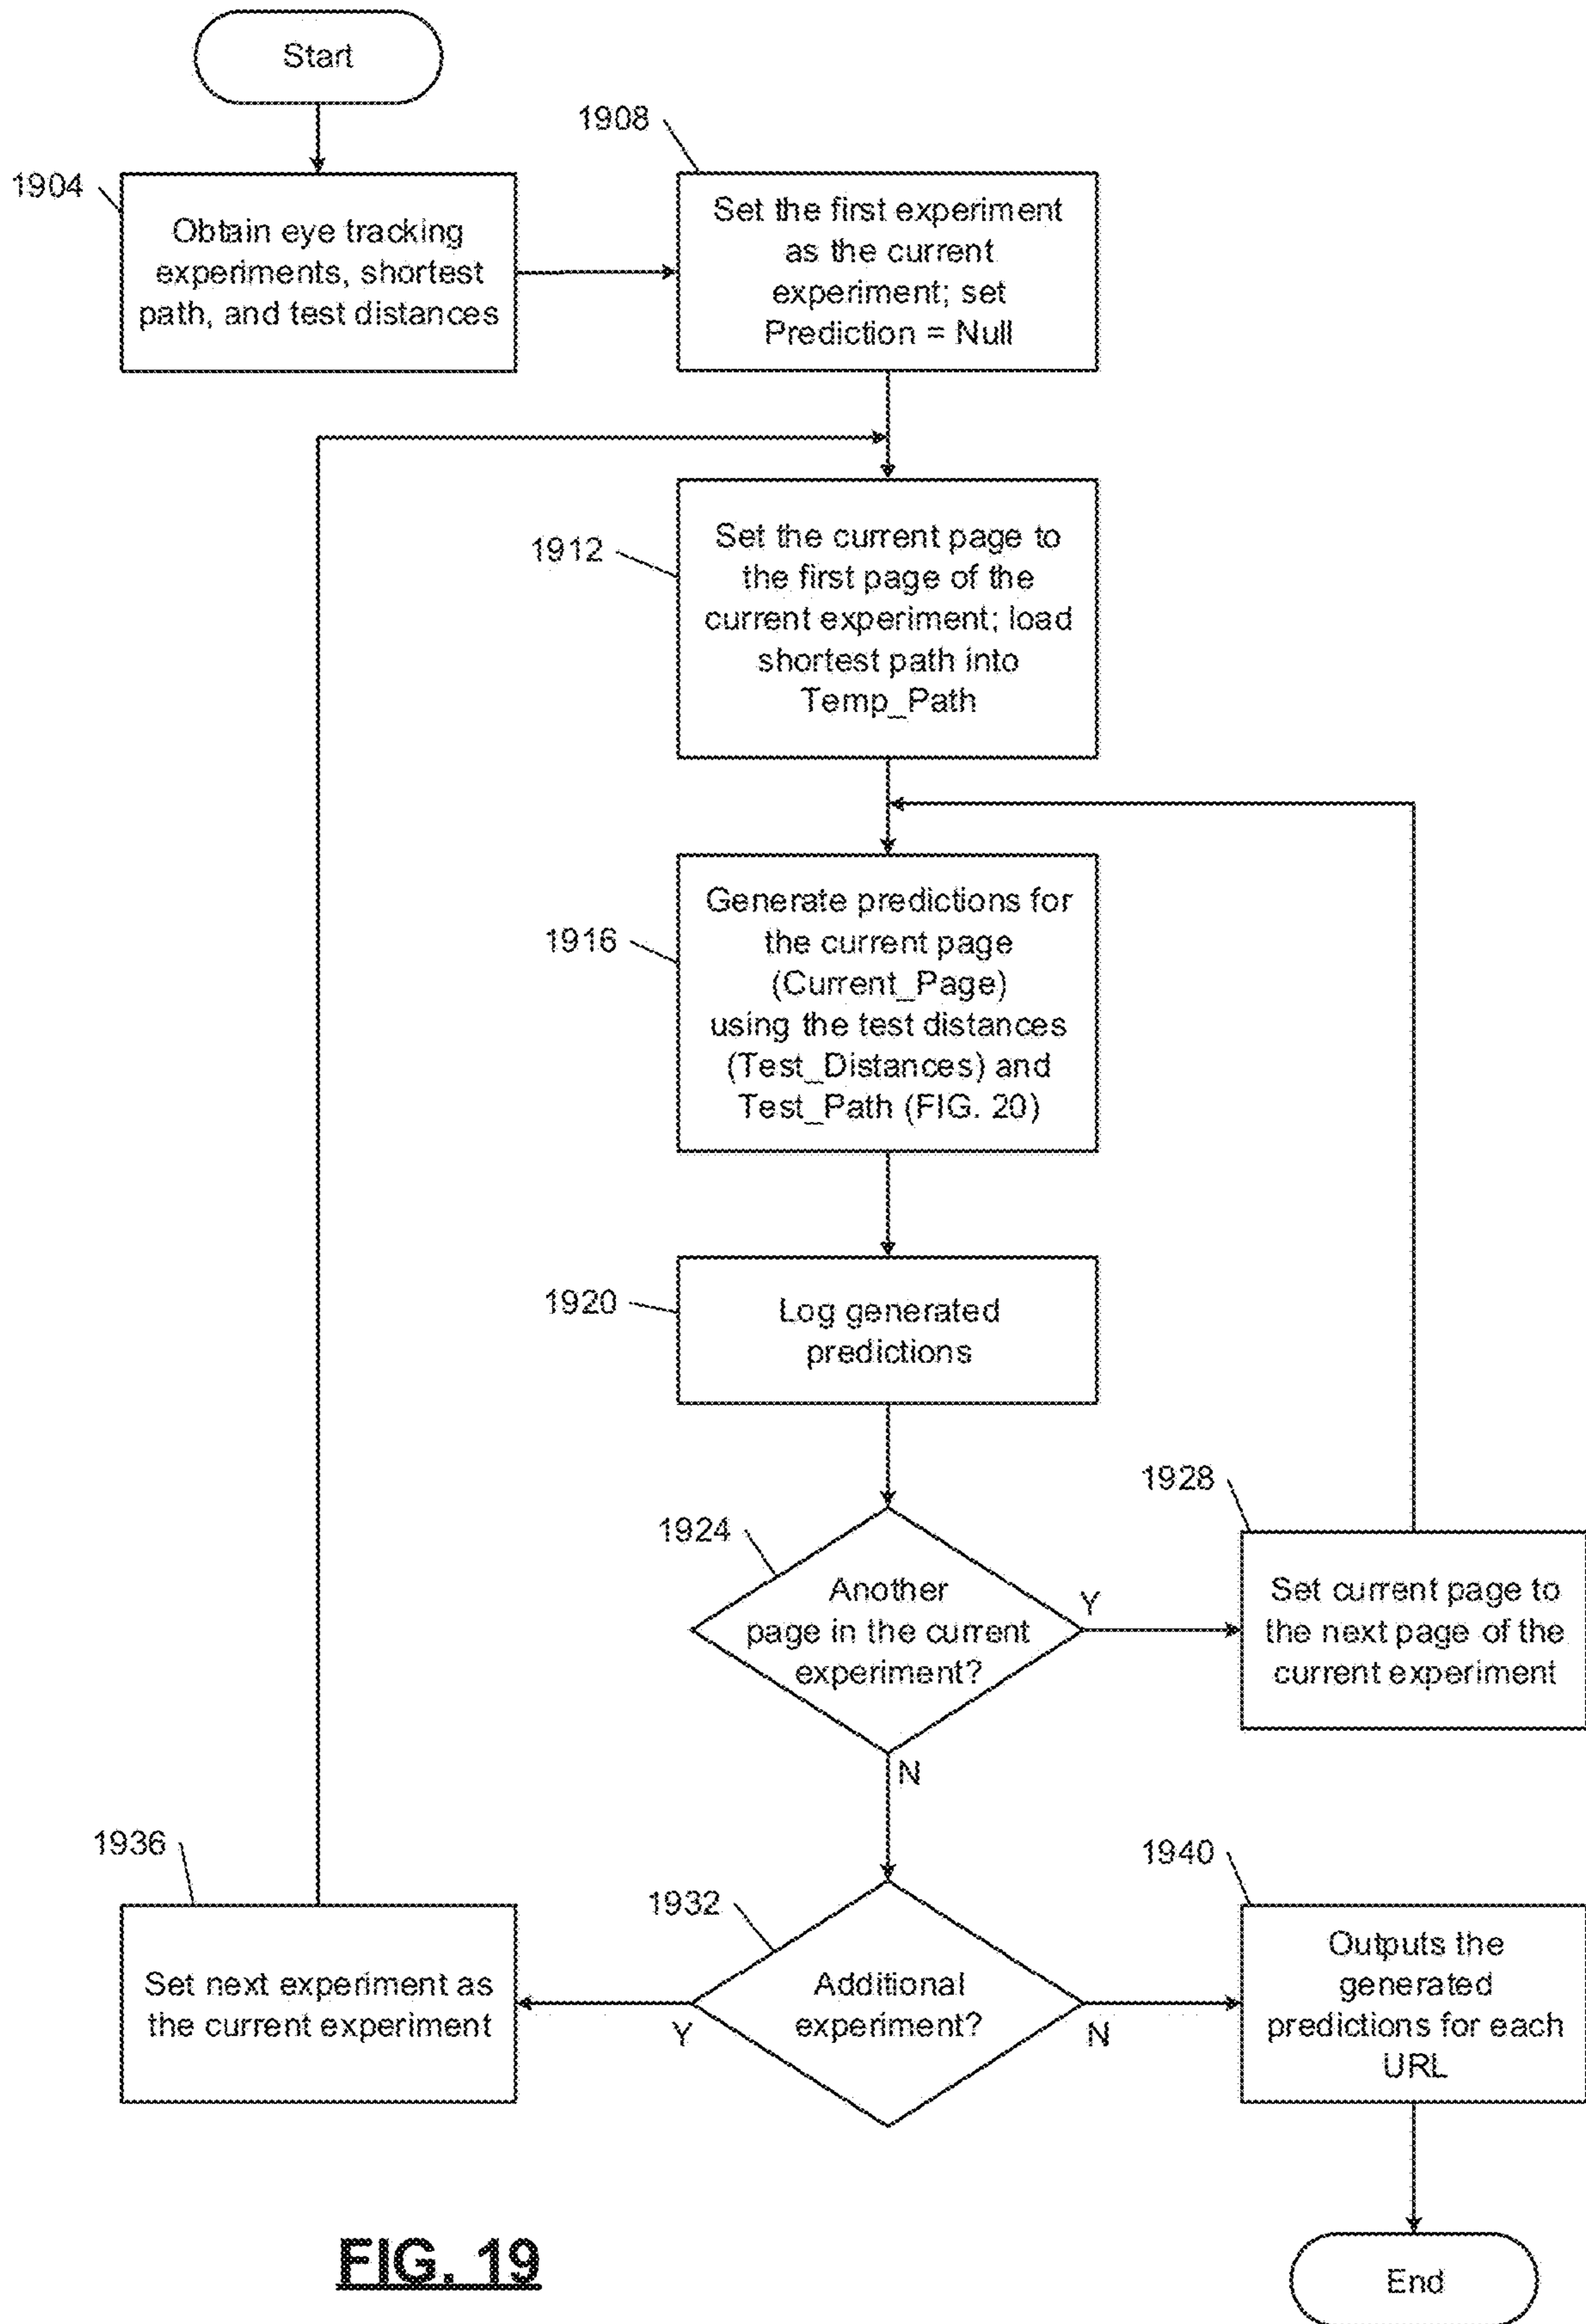 Start
1908
1904
Obtain eye tracking
experiments, shortest
path, and test distances
Set the first experiment
as the current
experiment; set
Prediction = Null
1912
Set the current page to
the first page of the
current experiment; load
shortest path into
Temp_Path
1916
Generate predictions for
the current page
(Current_Page)
using the test distances
(Test_Distances) and
Test_Path (FIG. 20)
1920
Log generated
predictions
1924
Another
page in the current
experiment?
Y
N
1928
Set current page to
the next page of the
current experiment
1932
Additional
experiment?
Y
N
1936
Set next experiment as
the current experiment
1940
Outputs the
generated
predictions for each
URL
End
FIG. 19